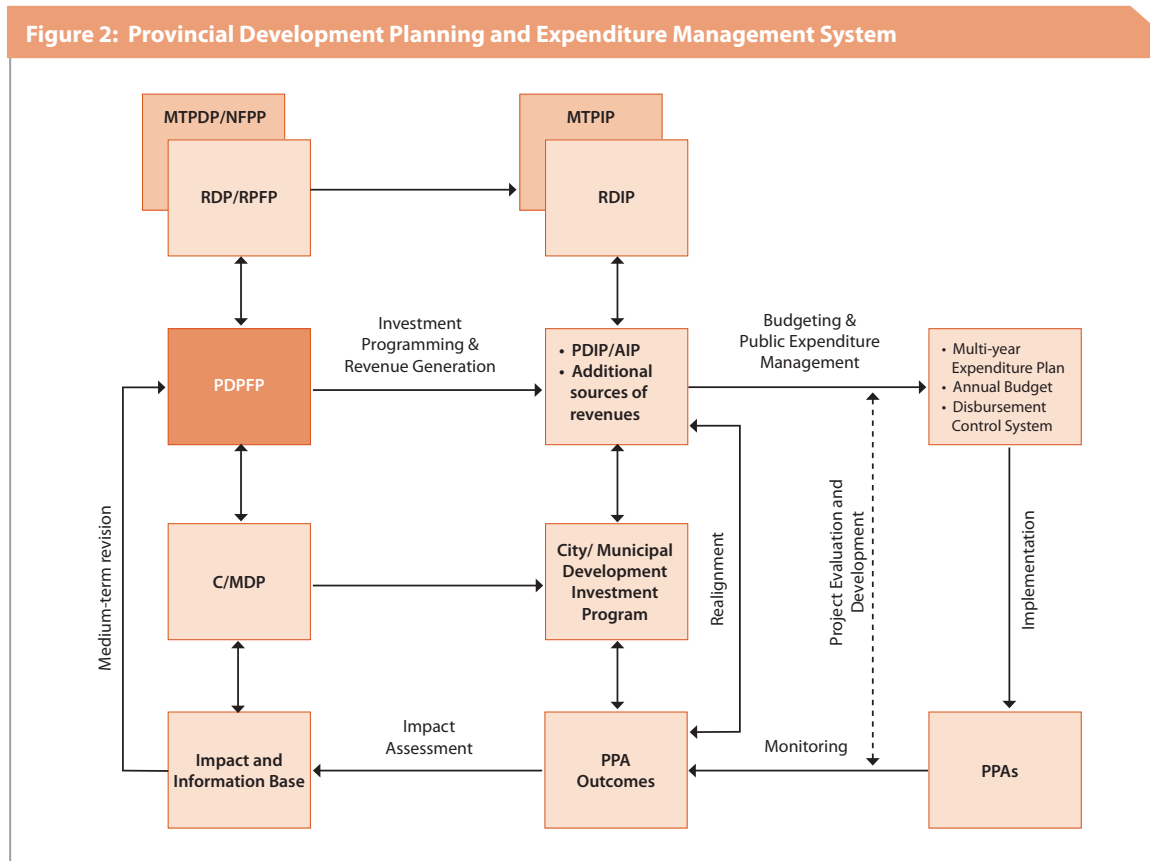 Figure 2: Provincial Development Planning and Expenditure Management System
MTPDP/NFPP
RDP/RPFP
MTPIP
RDIP
PDPFP
Investment
Programming &
Revenue Generation
• PDIP/AIP
• Additional
sources of
revenues
Budgeting &
Public Expenditure
Management
• Multi-year
Expenditure Plan
• Annual Budget
• Disbursement
Control System
Medium-term revision
C/MDP
City/ Municipal
Development
Investment
Program
Realignment
Project Evaluation and
Development
Implementation
Impact and
Information Base
Impact
Assessment
PPA
Outcomes
Monitoring
PPAs